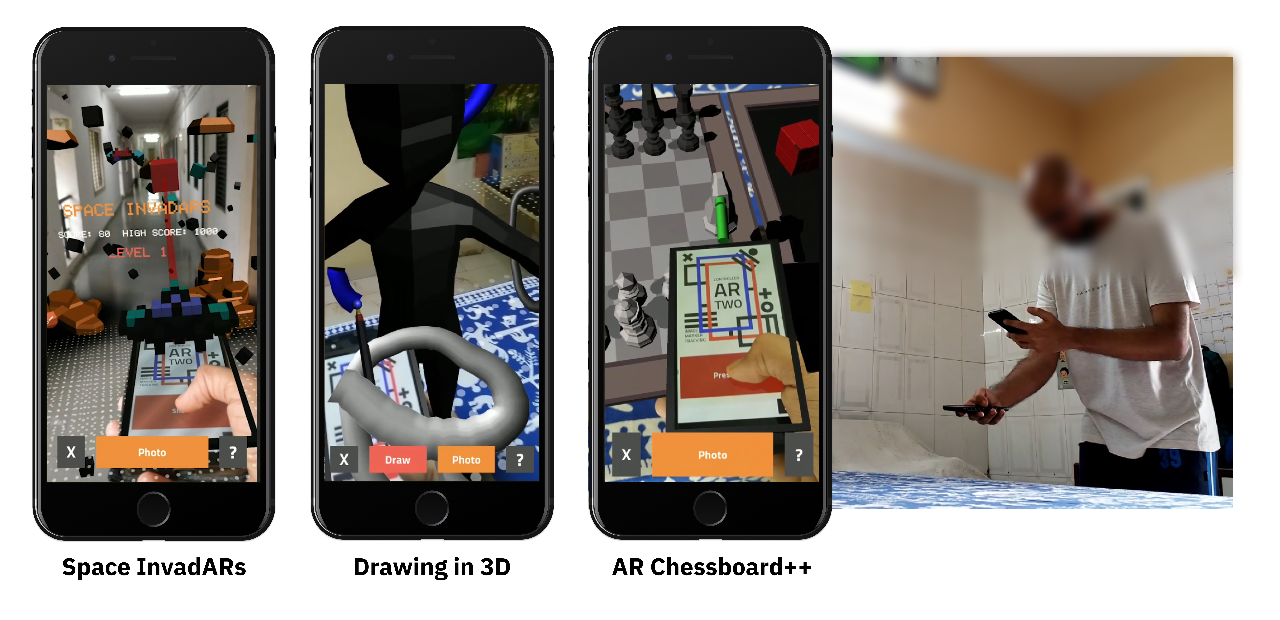 SPACE INVADARS
SCORE: 80 HIGH SCORE: 1000
LEVEL 1
AR
TWO
X
Photo
?
Space InvadARs
X
Draw
Photo
?
Drawing in 3D
AR
TWO
X
Photo
?
AR Chessboard++